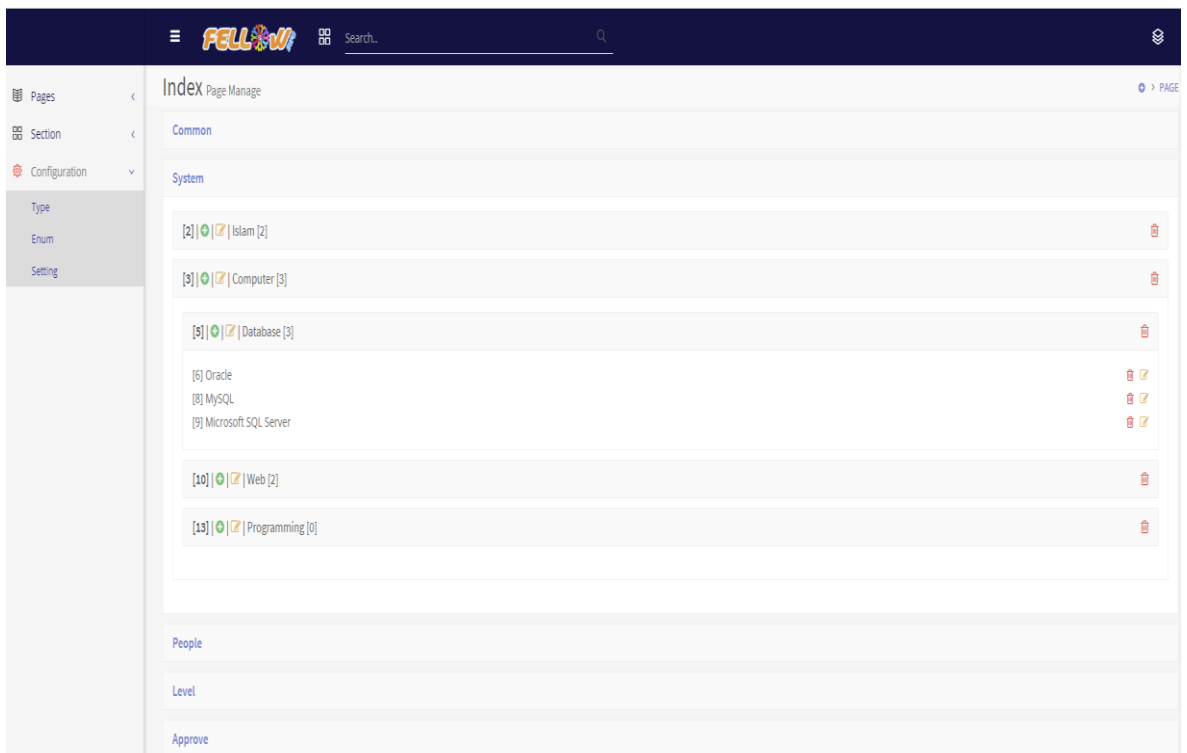 FELLOW
Search..
Pages
Section
Configuration
Type
Enum
Setting
Index Page Manage
> PAGE
Common
System
[2] | | | Islam [2]
[3] | | | Computer [3]
[5] | | | Database [3]
[6] Oracle
[8] MySQL
[9] Microsoft SQL Server
[10] | | | Web [2]
[13] | | | Programming [0]
People
Level
Approve